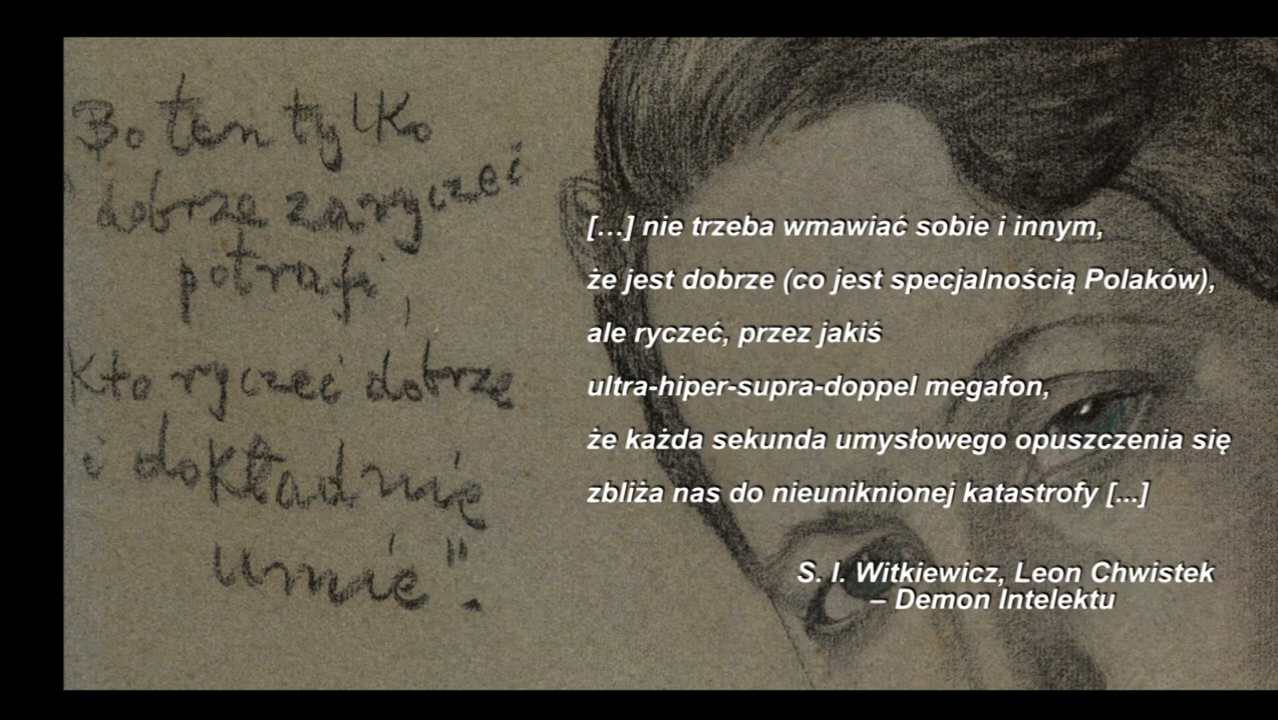 Bo ten tylko
dobrze zaryczeć
potrafi,
Kto ryczeć dobrze
i dokładnie
umie".
[…] nie trzeba wmawiać sobie i innym,
że jest dobrze (co jest specjalnością Polaków),
ale ryczeć, przez jakiś
ultra-hiper-supra-doppel megafon,
że każda sekunda umysłowego opuszczenia się
zbliża nas do nieuniknionej katastrofy [...]
S. I. Witkiewicz, Leon Chwistek
– Demon Intelektu